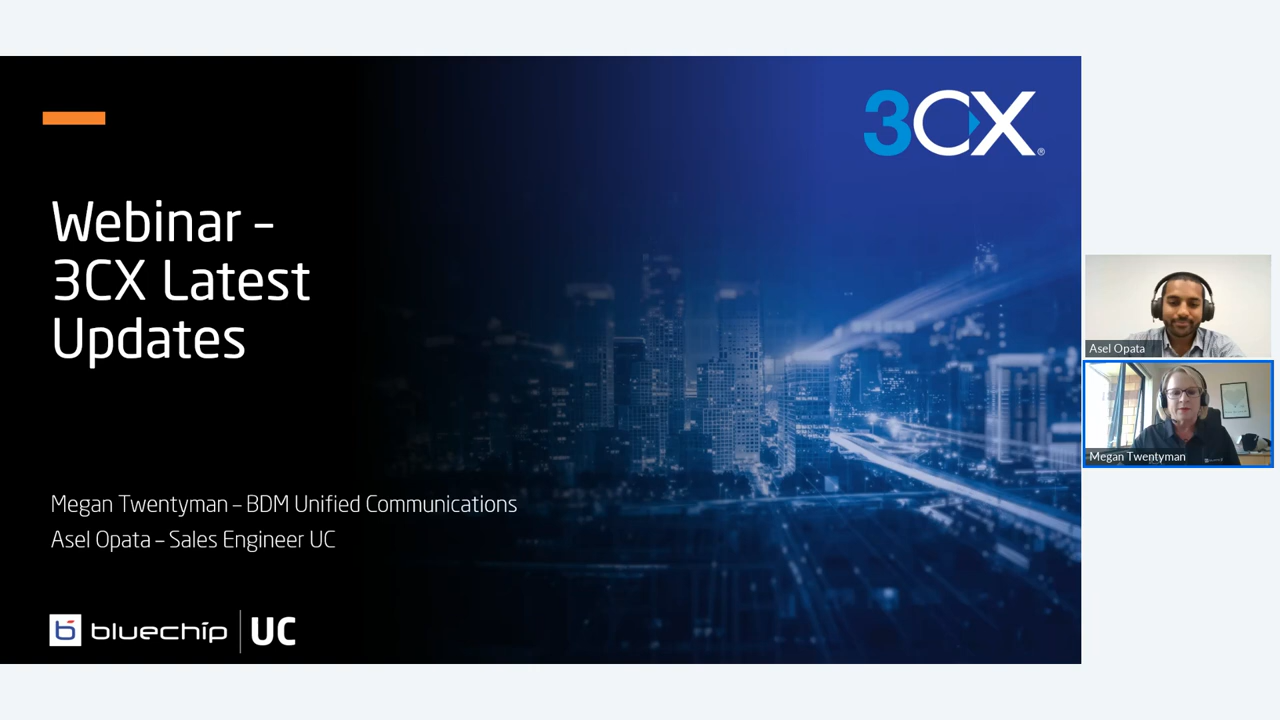 3CX®
Webinar –
3CX Latest
Updates
Megan Twentyman – BDM Unified Communications
Asel Opata – Sales Engineer UC
b bluechip | UC
Asel Opata
Megan Twentyman